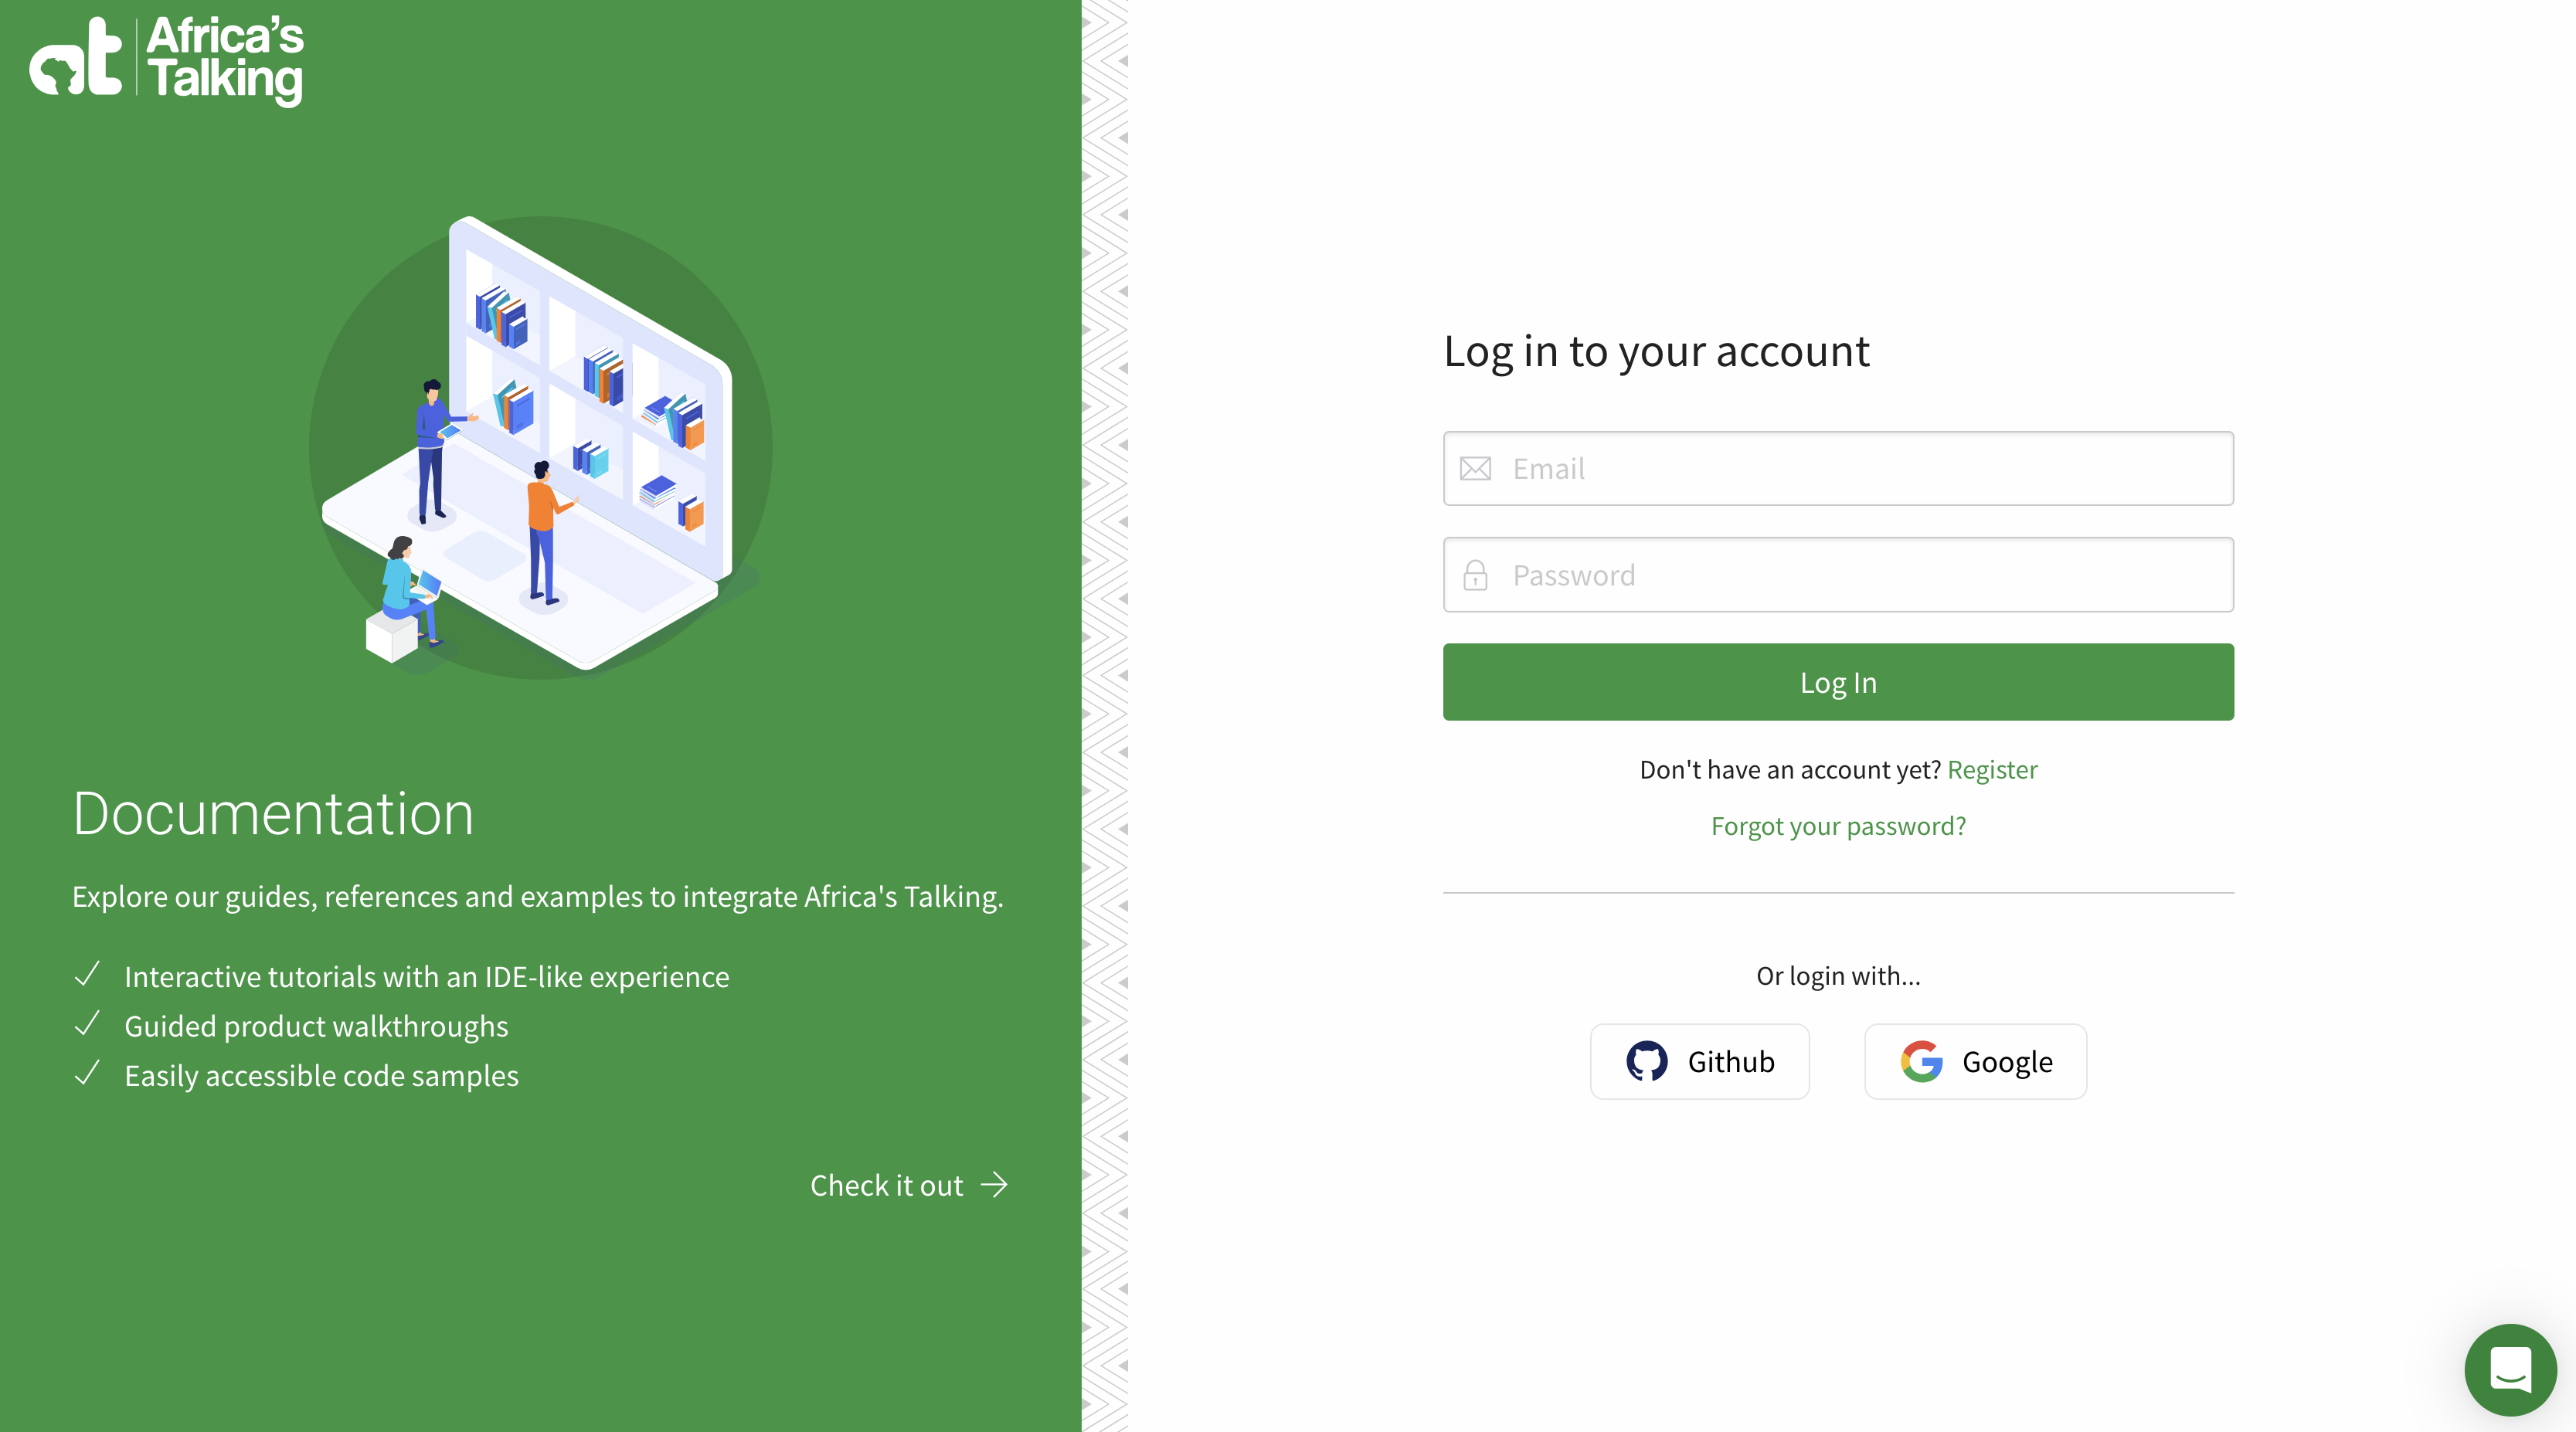 at
Africa’s
Talking
Documentation
Explore our guides, references and examples to integrate Africa's Talking.
Interactive tutorials with an IDE-like experience
Guided product walkthroughs
Easily accessible code samples
Check it out
Log in to your account
Email
Password
Log In
Don't have an account yet? Register
Forgot your password?
Or login with...
Github
Google